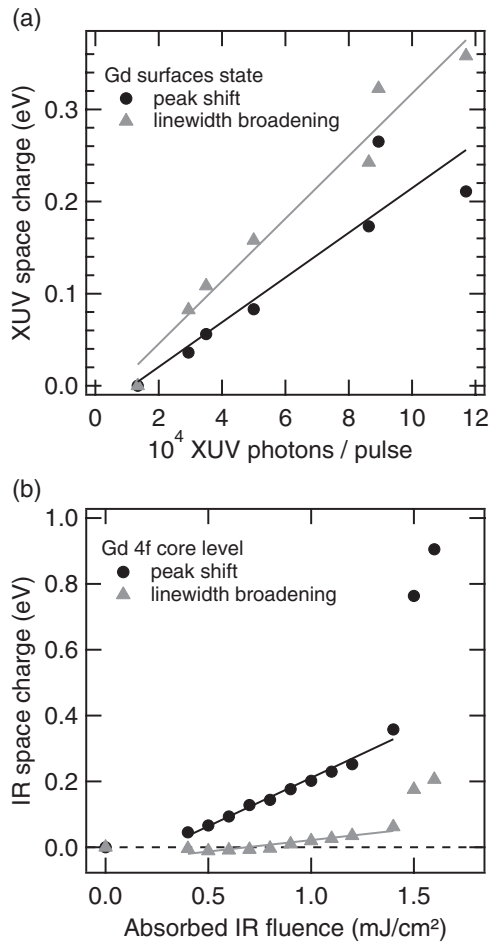 (a)
Gd surfaces state
peak shift
linewidth broadening
XUV space charge (eV)
0.3
0.2
0.1
0.0
0 2 4 6 8 10 12
10⁴ XUV photons / pulse
(b)
Gd 4f core level
peak shift
linewidth broadening
IR space charge (eV)
1.0
0.8
0.6
0.4
0.2
0.0
0.0 0.5 1.0 1.5
Absorbed IR fluence (mJ/cm²)